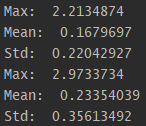 Max:  2.2134874
Mean:  0.1679697
Std:  0.22042927
Max:  2.9733734
Mean:  0.23354039
Std:  0.35613492